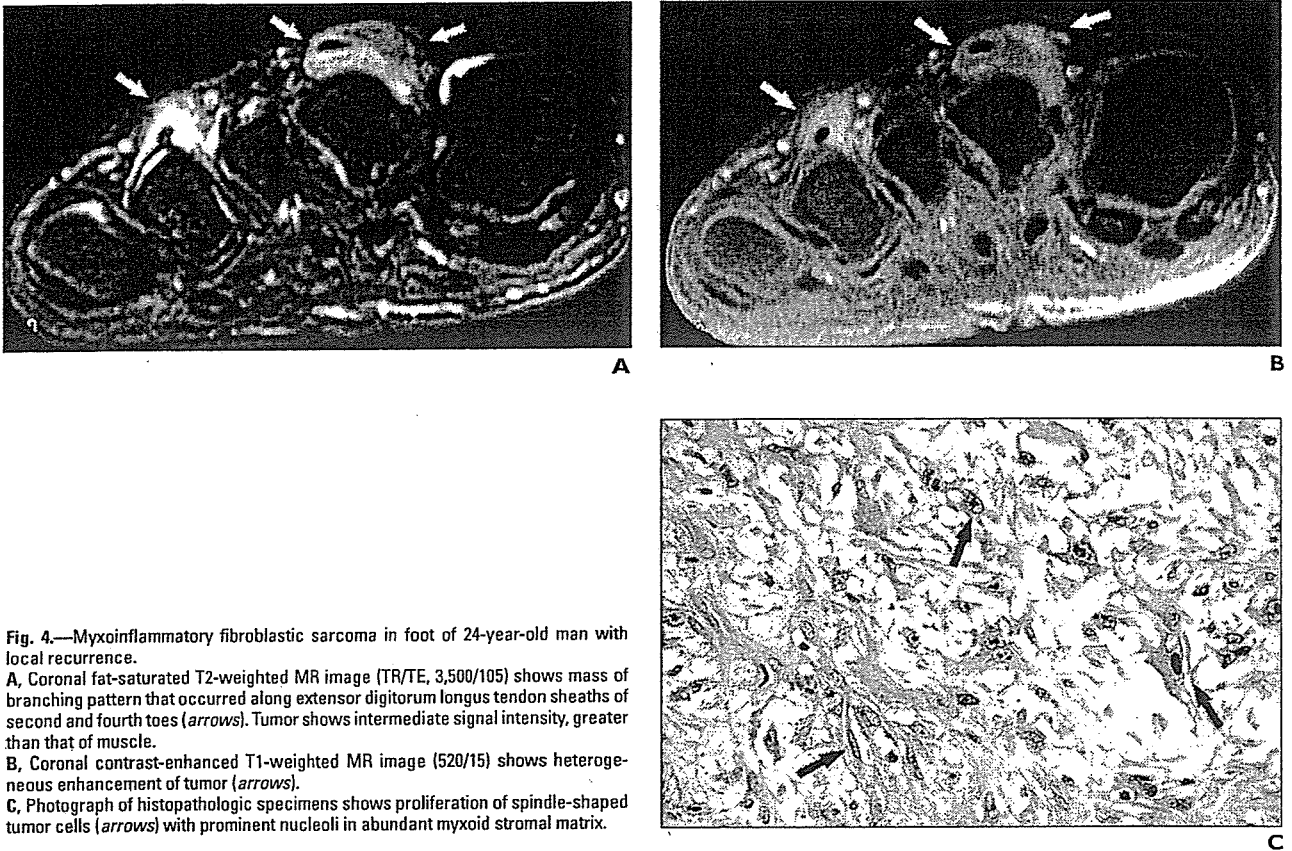 A
B
Fig. 4.—Myxoinflammatory fibroblastic sarcoma in foot of 24-year-old man with
local recurrence.
A, Coronal fat-saturated T2-weighted MR image (TR/TE, 3,500/105) shows mass of
branching pattern that occurred along extensor digitorum longus tendon sheaths of
second and fourth toes (arrows). Tumor shows intermediate signal intensity, greater
than that of muscle.
B, Coronal contrast-enhanced T1-weighted MR image (520/15) shows heteroge-
neous enhancement of tumor (arrows).
C, Photograph of histopathologic specimens shows proliferation of spindle-shaped
tumor cells (arrows) with prominent nucleoli in abundant myxoid stromal matrix.
C